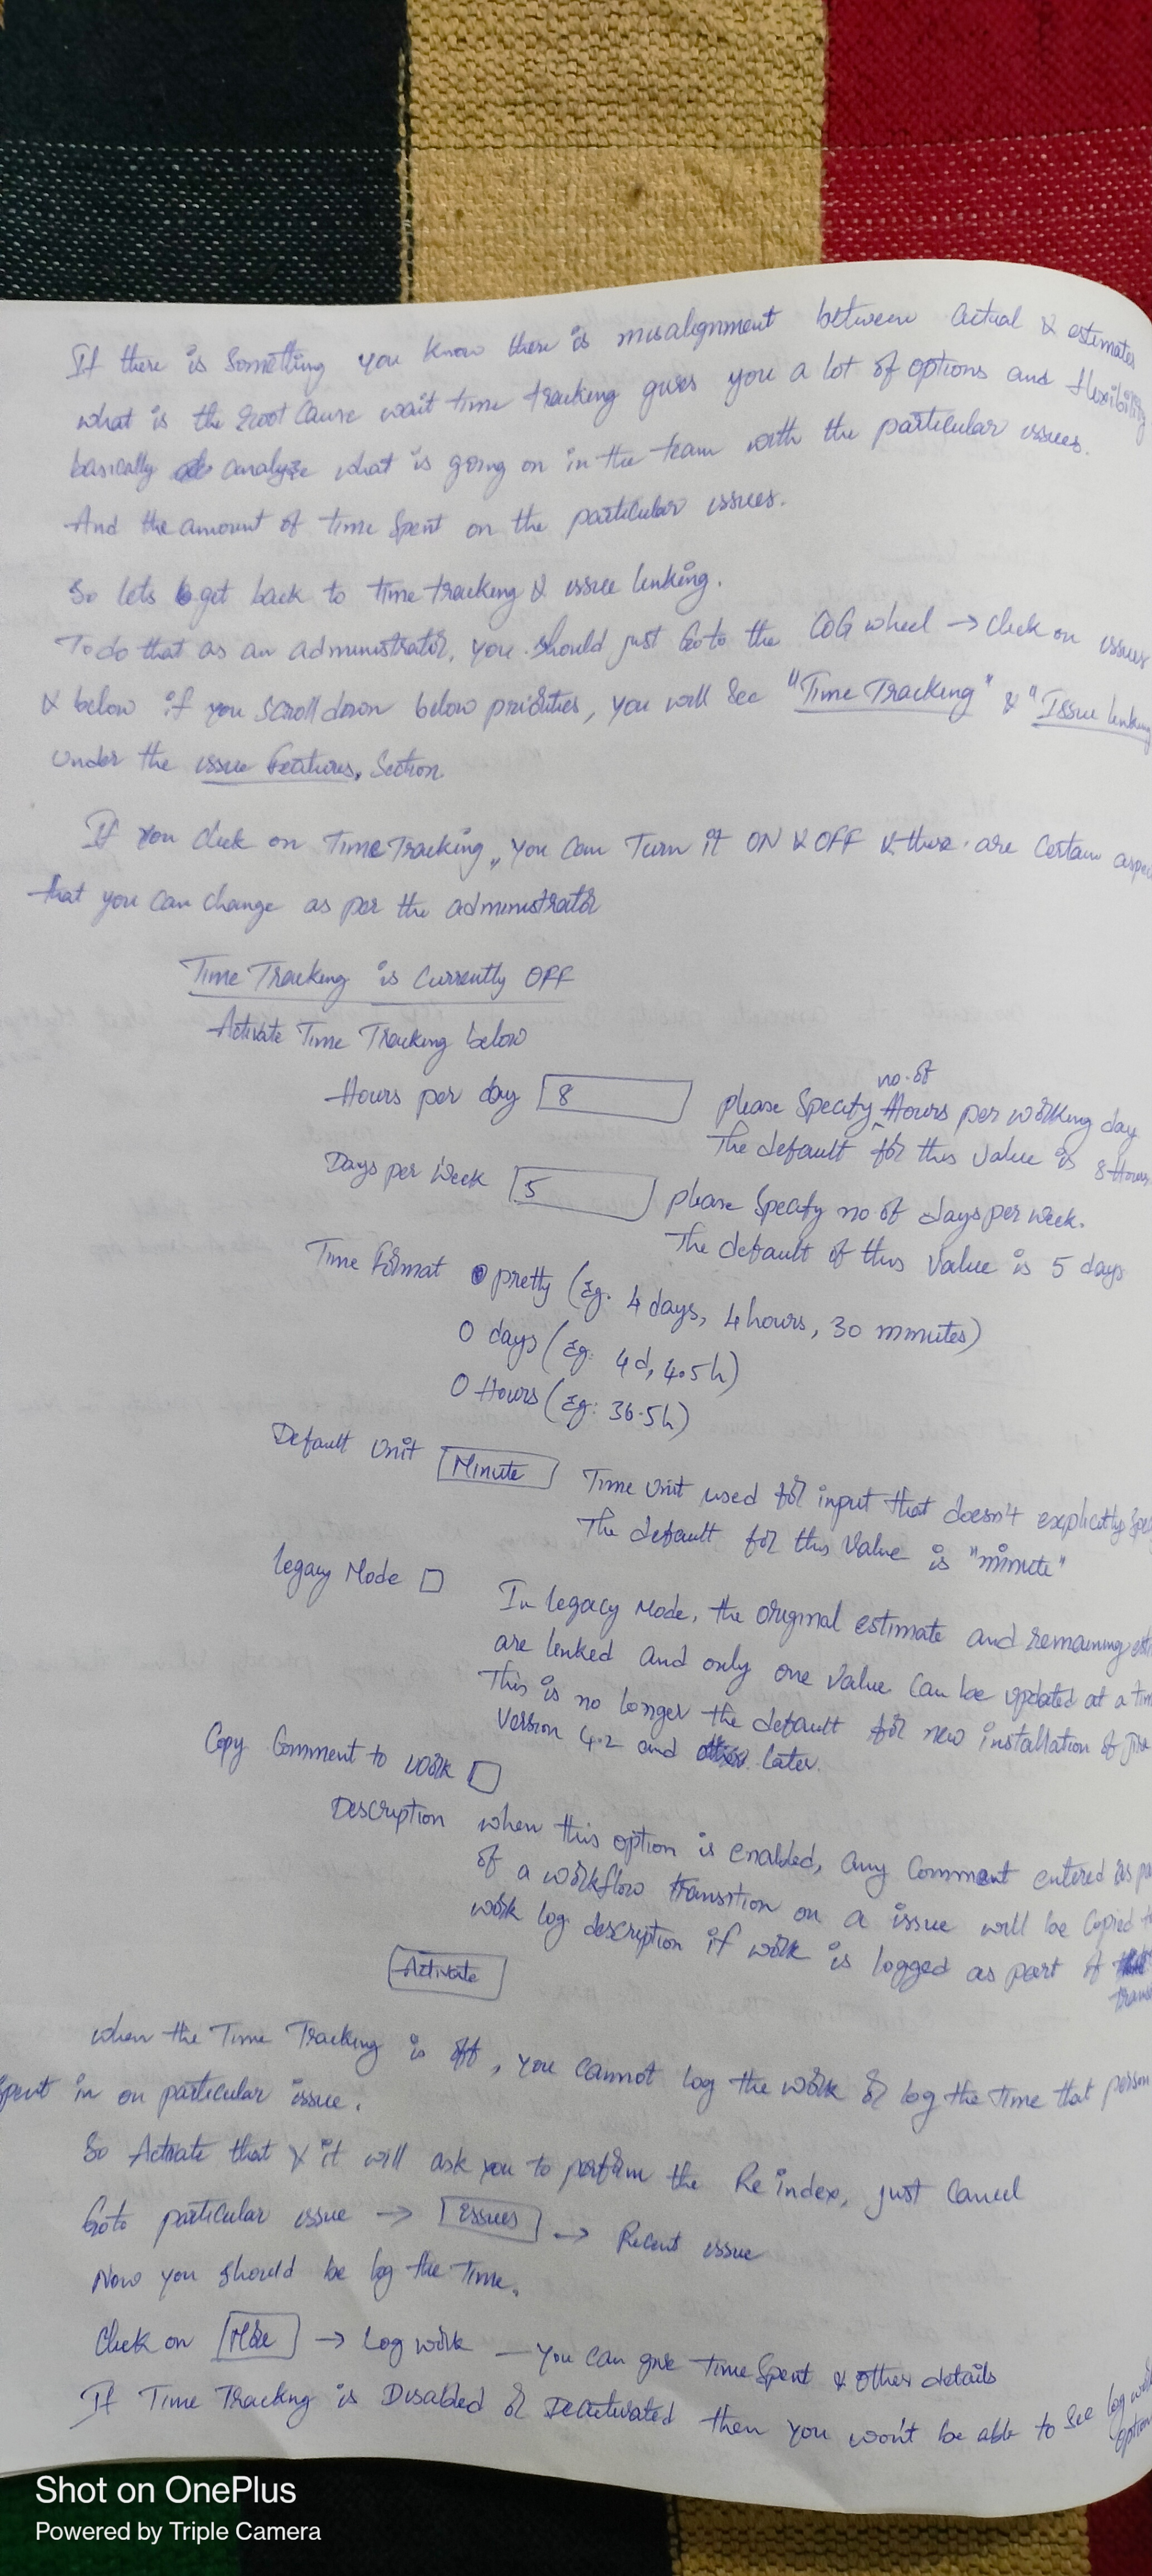 If there is Something you know there is misalignment between actual & estimates
what is the root cause wait time tracking gives you a lot of options and flexibility
basically analyze what is going on in the team with the particular issues.
And the amount of time Spent on the particular issues.
So lets get back to time tracking & issue linking.
To do that as an administrator, you should just Goto the COG wheel → click on issues
& below if you scroll down below priorities, you will see "Time Tracking" & "Issue linking
under the issue features, Section.
If you click on Time Tracking, you can Turn it ON & OFF & there are certain
that you can change as per the administrator
Time Tracking is Currently OFF
Activate Time Tracking below
Hours per day 8 please Specify no. of Hours per working day
The default for this value is 8 Hours
Days per week 5 please Specify no of days per week.
The default of this Value is 5 days
Time format pretty (Eg. 4 days, 4 hours, 30 minutes)
O days (Eg: 4d, 4.5h)
O Hours (Eg: 36.5h)
Default Unit Minute Time Unit used for input that doesn't explicitly
The default for this Value is "minute"
Legacy Mode In legacy Mode, the original estimate and remaining
are linked and only one value can be updated at a
This is no longer the default for new installation of
Version 4.2 and later.
Copy Comment to work
Description when this option is enabled, any Comment entered as
of a workflow transition on a issue will be Copied
work log description if work is logged as part of
Activate
when the Time Tracking is off, you cannot log the work or log the time that person
Spent in on particular issue.
So Activate that & it will ask you to perform the Re index, just Cancel
Goto particular issue → Issues → Recent issue
Now you should be log the Time.
Click on More → Log work — You can give time Spent & other details
If Time Tracking is Disabled or Deactivated then you won't be able to see log work
option
Shot on OnePlus
Powered by Triple Camera